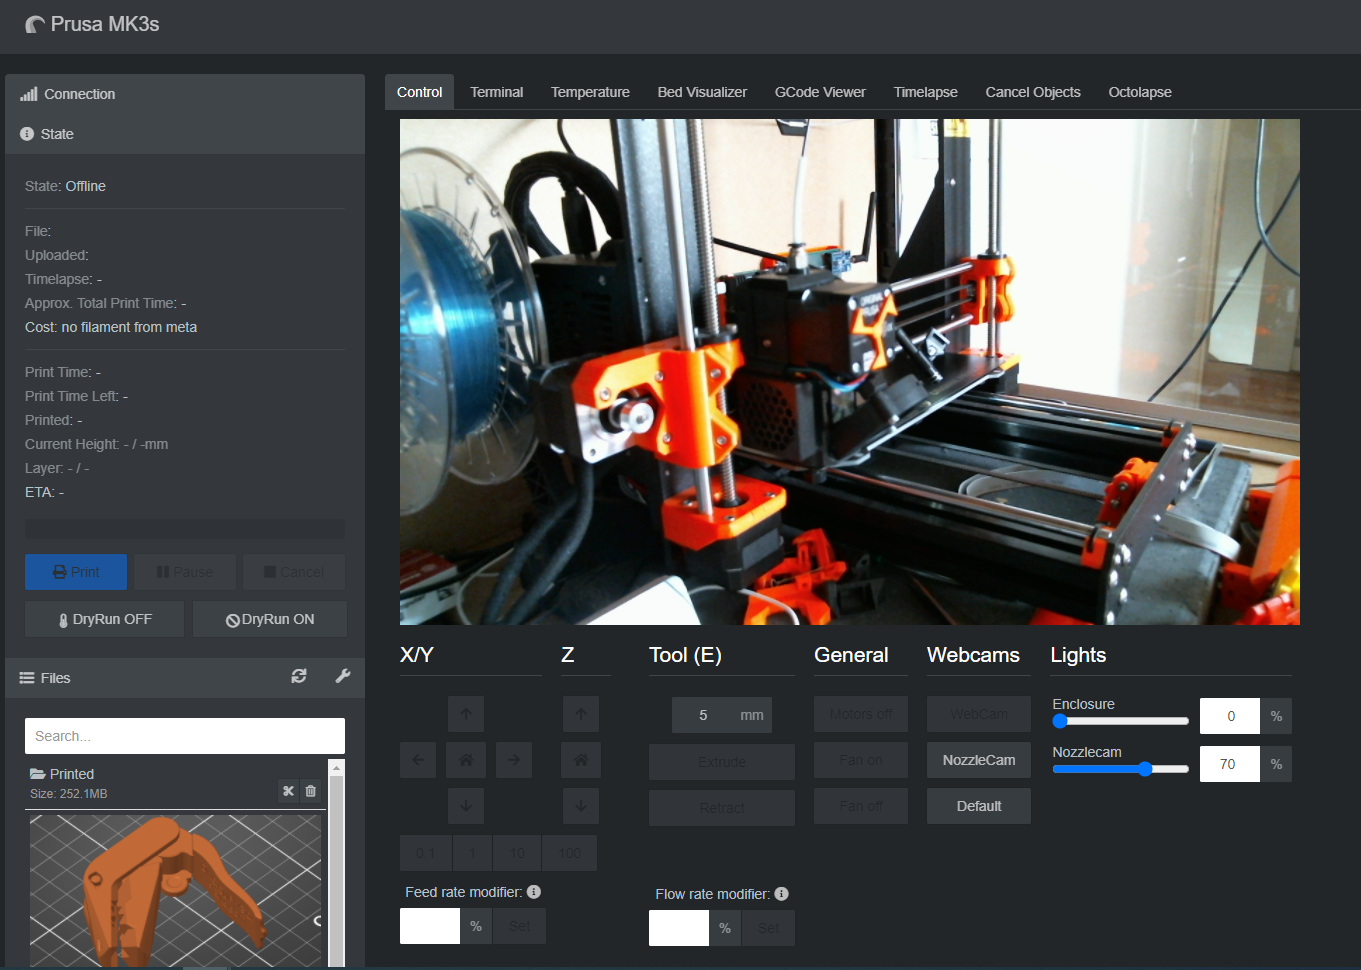 Prusa MK3s
Connection
State
State: Offline
File:
Uploaded:
Timelapse: -
Approx. Total Print Time: -
Cost: no filament from meta
Print Time: -
Print Time Left: -
Printed: -
Current Height: - / -mm
Layer: - / -
ETA: -
Print Pause Cancel
DryRun OFF DryRun ON
Files
Search...
Printed
Size: 252.1MB
Control Terminal Temperature Bed Visualizer GCode Viewer Timelapse Cancel Objects Octolapse
ORIGINAL
PRUSA
X/Y Z Tool (E) General Webcams Lights
5 mm
Extrude
Retract
Motors off
Fan on
Fan off
WebCam
NozzleCam
Default
Enclosure
0 %
Nozzlecam
70 %
0.1 1 10 100
Feed rate modifier:
% Set
Flow rate modifier:
% Set